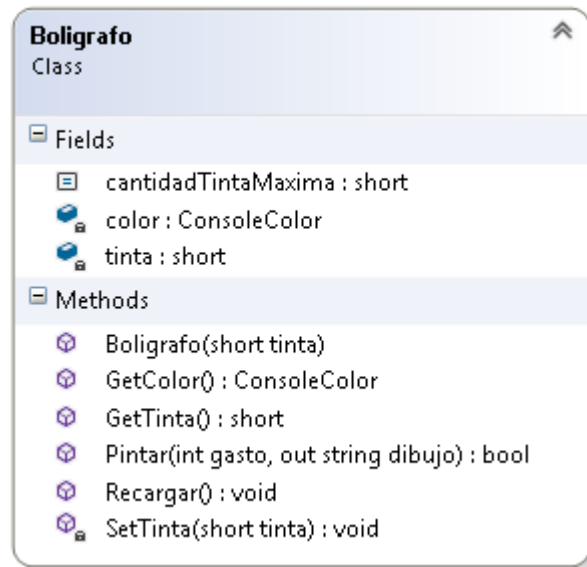 Boligrafo
Class
Fields
cantidadTintaMaxima : short
color : ConsoleColor
tinta : short
Methods
Boligrafo(short tinta)
GetColor() : ConsoleColor
GetTinta() : short
Pintar(int gasto, out string dibujo) : bool
Recargar() : void
SetTinta(short tinta) : void